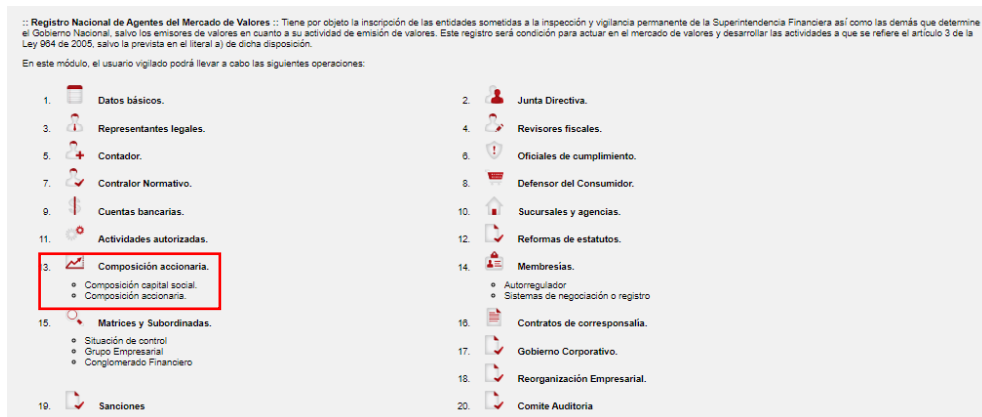 :: Registro Nacional de Agentes del Mercado de Valores :: Tiene por objeto la inscripción de las entidades sometidas a la inspección y vigilancia permanente de la Superintendencia Financiera así como las demás que determine
el Gobierno Nacional, salvo los emisores de valores en cuanto a su actividad de emisión de valores. Este registro será condición para actuar en el mercado de valores y desarrollar las actividades a que se refiere el artículo 3 de la
Ley 964 de 2005, salvo la prevista en el literal a) de dicha disposición.
En este módulo, el usuario vigilado podrá llevar a cabo las siguientes operaciones:
1. Datos básicos.
2. Junta Directiva.
3. Representantes legales.
4. Revisores fiscales.
5. Contador.
6. Oficiales de cumplimiento.
7. Contralor Normativo.
8. Defensor del Consumidor.
9. Cuentas bancarias.
10. Sucursales y agencias.
11. Actividades autorizadas.
12. Reformas de estatutos.
13. Composición accionaria.
Composición capital social.
Composición accionaria.
14. Membresías.
Autorregulador
Sistemas de negociación o registro
15. Matrices y Subordinadas.
Situación de control
Grupo Empresarial
Conglomerado Financiero
16. Contratos de corresponsalía.
17. Gobierno Corporativo.
18. Reorganización Empresarial.
19. Sanciones
20. Comite Auditoria